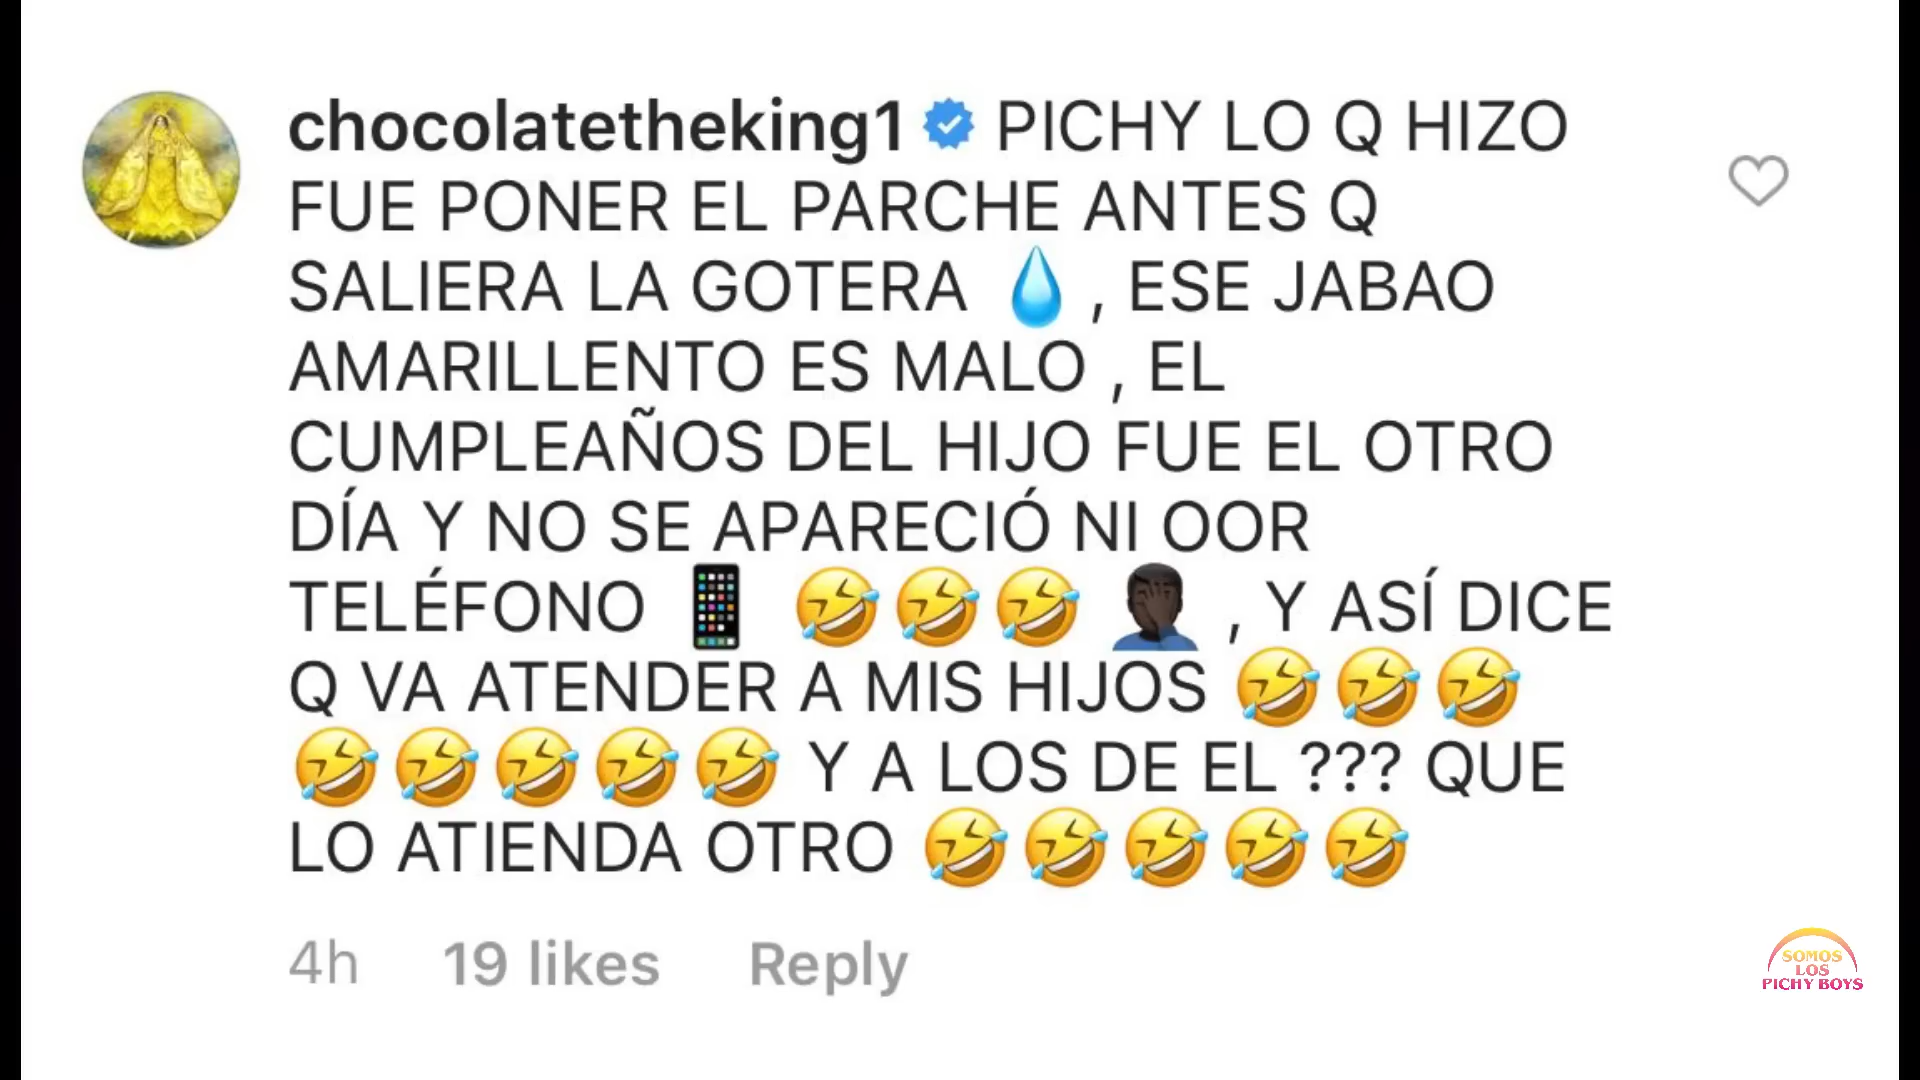 chocolatetheking1 PICHY LO Q HIZO
FUE PONER EL PARCHE ANTES Q
SALIERA LA GOTERA 💧 , ESE JABAO
AMARILLENTO ES MALO , EL
CUMPLEAÑOS DEL HIJO FUE EL OTRO
DÍA Y NO SE APARECIÓ NI OOR
TELÉFONO 📱 🤣🤣🤣🤦🏿‍♂️ , Y ASÍ DICE
Q VA ATENDER A MIS HIJOS 🤣🤣🤣
🤣🤣🤣🤣🤣 Y A LOS DE EL ??? QUE
LO ATIENDA OTRO 🤣🤣🤣🤣🤣
4h 19 likes Reply
SOMOS
LOS
PICHY BOYS